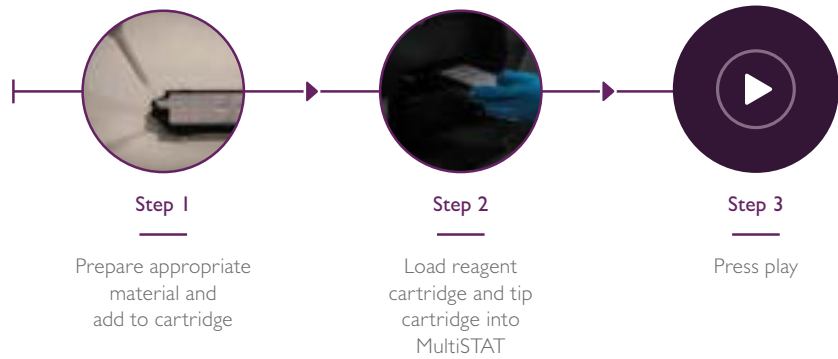 Step 1
Prepare appropriate
material and
add to cartridge
Step 2
Load reagent
cartridge and tip
cartridge into
MultiSTAT
Step 3
Press play